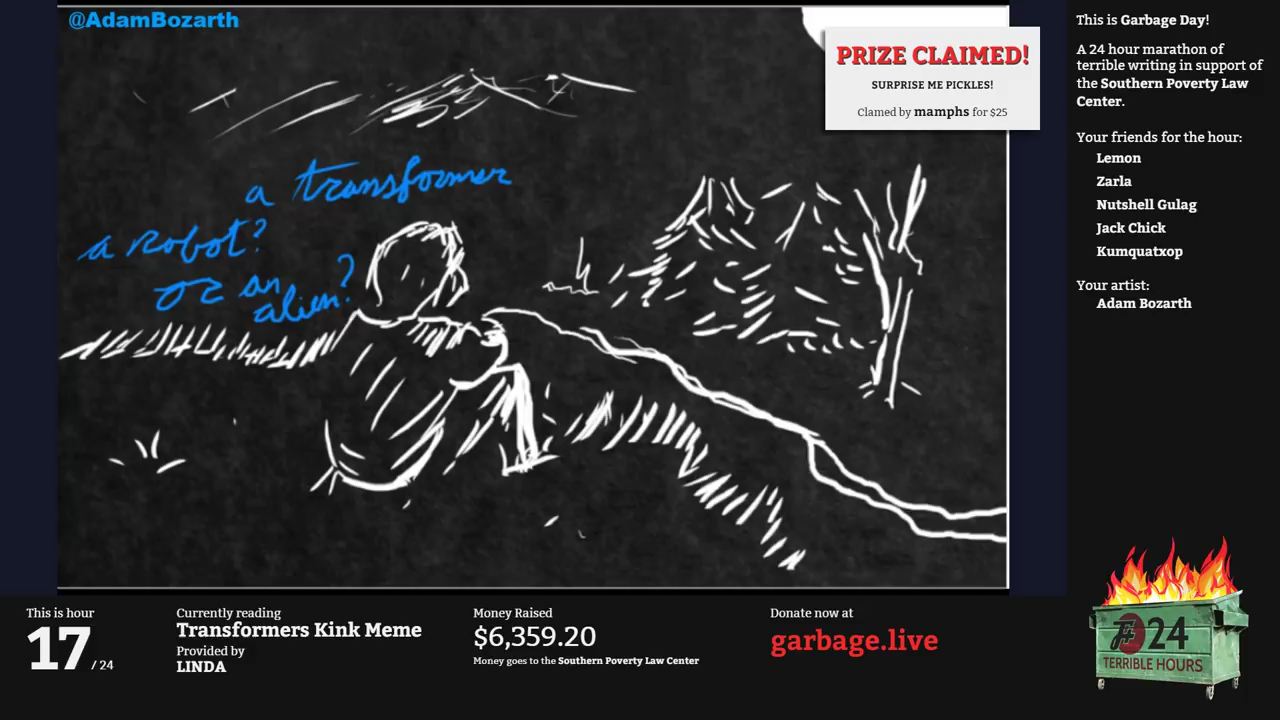 @AdamBozarth
a transformer
a robot?
or an
alien?
PRIZE CLAIMED!
SURPRISE ME PICKLES!
Clamed by mamphs for $25
This is Garbage Day!
A 24 hour marathon of
terrible writing in support of
the Southern Poverty Law
Center.
Your friends for the hour:
Lemon
Zarla
Nutshell Gulag
Jack Chick
Kumquatxop
Your artist:
Adam Bozarth
This is hour
17 / 24
Currently reading
Transformers Kink Meme
Provided by
LINDA
Money Raised
$6,359.20
Money goes to the Southern Poverty Law Center
Donate now at
garbage.live
24
TERRIBLE HOURS